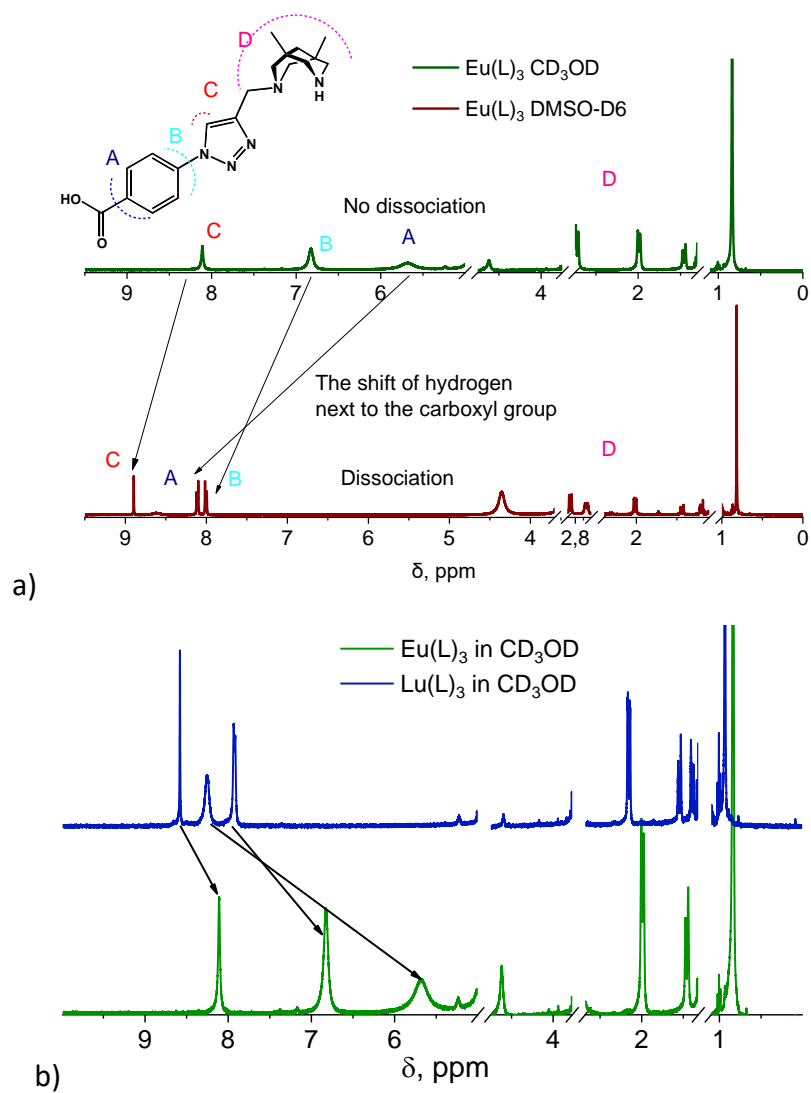 D
C
B
A
N
N
H
N
N
N
HO
O
Eu(L)3 CD3OD
Eu(L)3 DMSO-D6
D
No dissociation
C
B
A
9 8 7 6 4 2 1 0
The shift of hydrogen
next to the carboxyl group
D
C
A
B
Dissociation
9 8 7 6 5 4 2,8 2 1 0
δ, ppm
a)
Eu(L)3 in CD3OD
Lu(L)3 in CD3OD
9 8 7 6 4 2 1
δ, ppm
b)